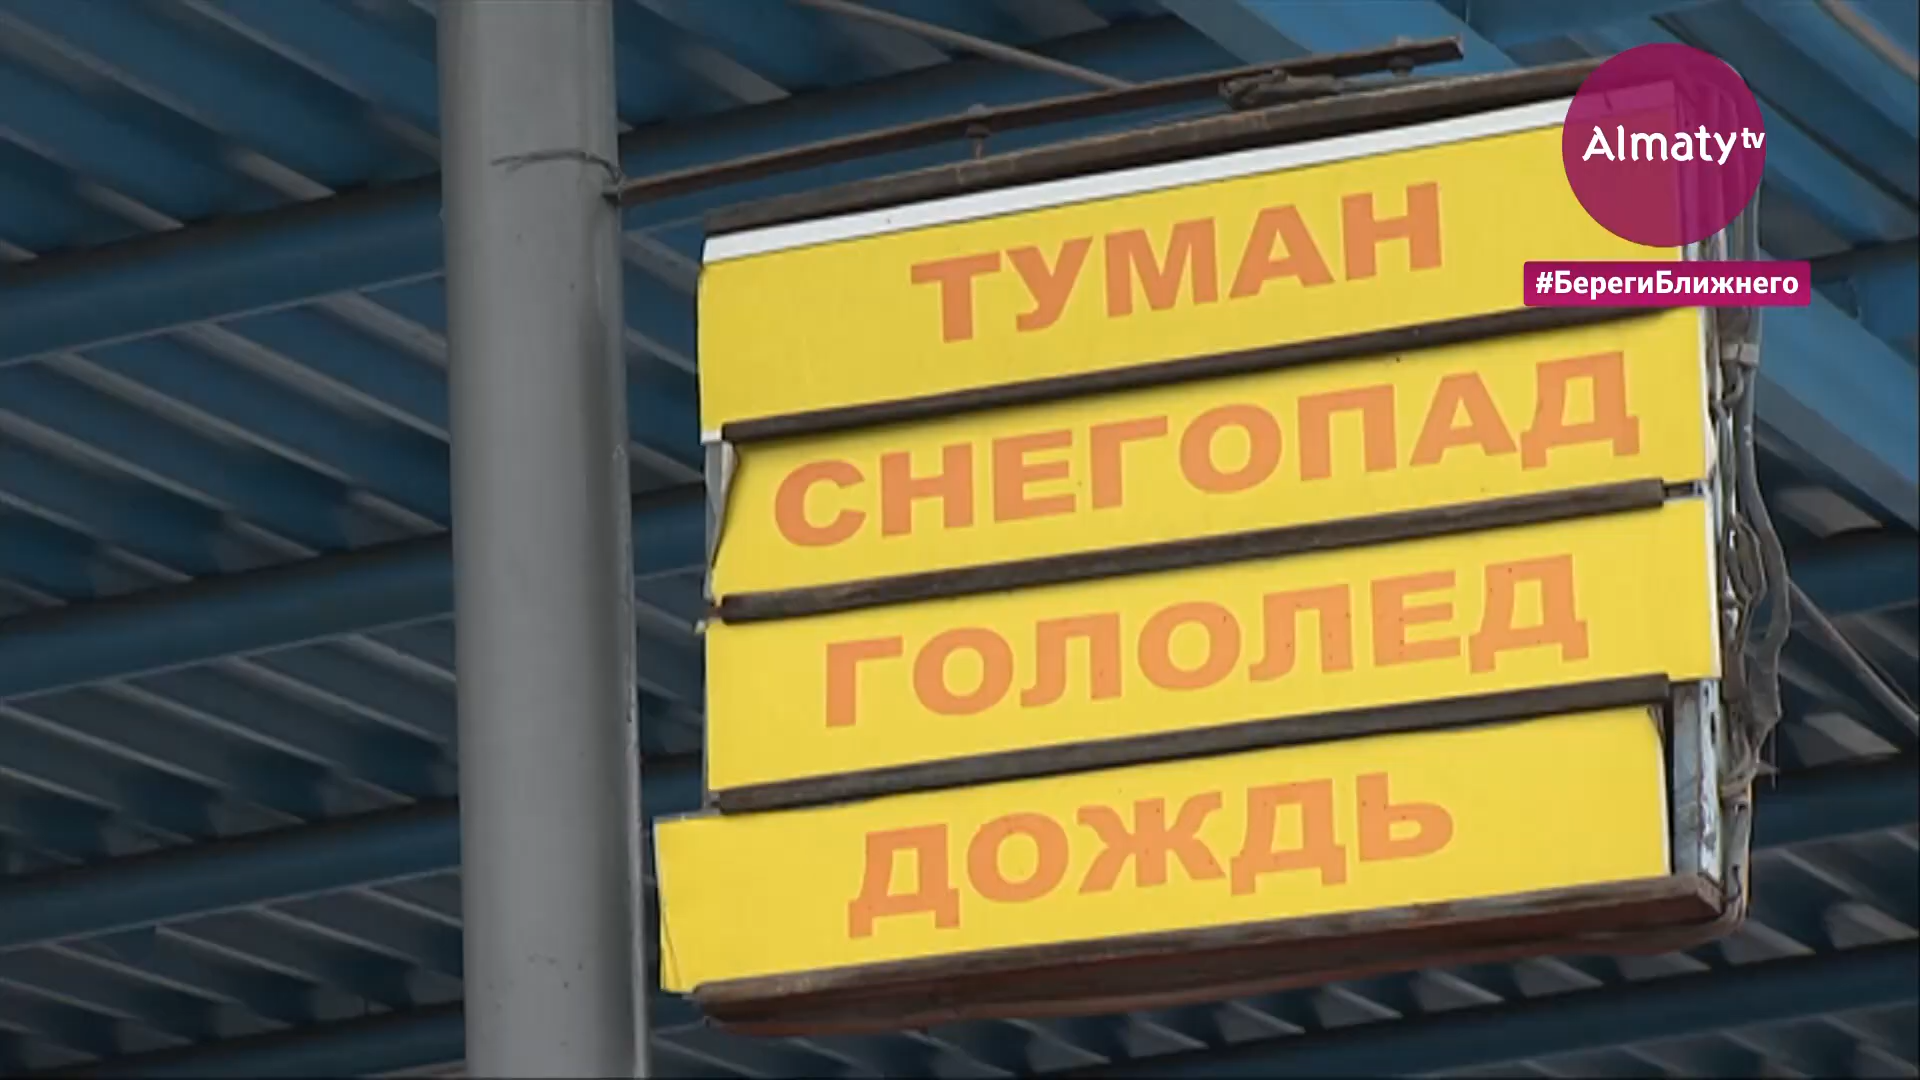 Almaty tv
#БерегиБлижнего
ТУМАН
СНЕГОПАД
ГОЛОЛЕД
ДОЖДЬ